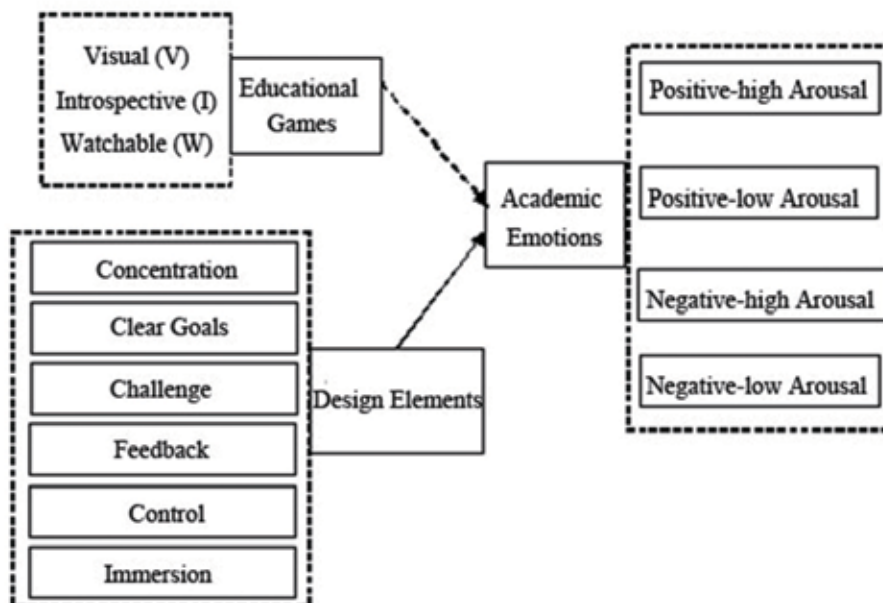 Visual (V)
Introspective (I)
Watchable (W)
Educational
Games
Concentration
Clear Goals
Challenge
Feedback
Control
Immersion
Design Elements
Academic
Emotions
Positive-high Arousal
Positive-low Arousal
Negative-high Arousal
Negative-low Arousal